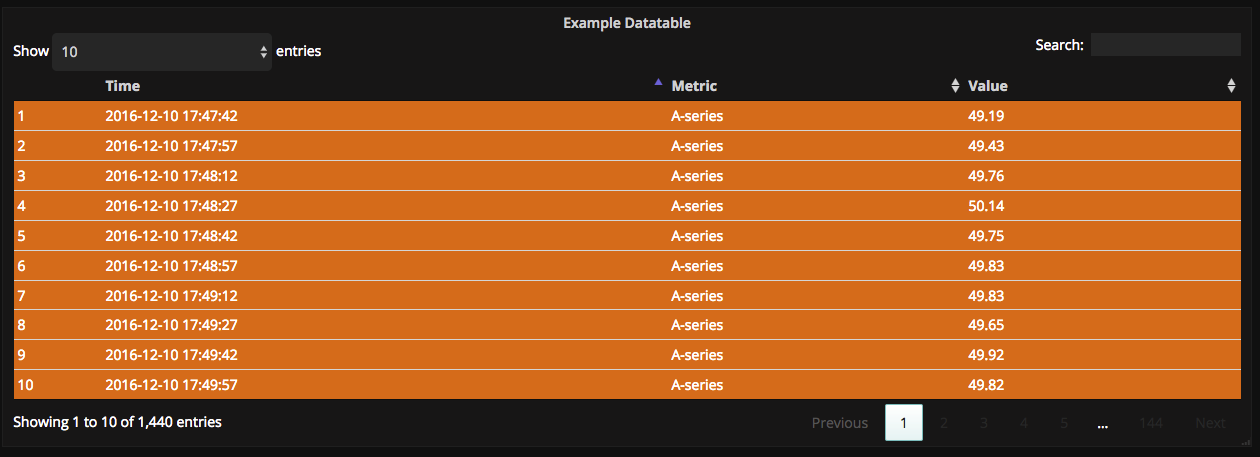 Example Datatable
Show 10 entries Search:
Time Metric Value
1 2016-12-10 17:47:42 A-series 49.19
2 2016-12-10 17:47:57 A-series 49.43
3 2016-12-10 17:48:12 A-series 49.76
4 2016-12-10 17:48:27 A-series 50.14
5 2016-12-10 17:48:42 A-series 49.75
6 2016-12-10 17:48:57 A-series 49.83
7 2016-12-10 17:49:12 A-series 49.83
8 2016-12-10 17:49:27 A-series 49.65
9 2016-12-10 17:49:42 A-series 49.92
10 2016-12-10 17:49:57 A-series 49.82
Showing 1 to 10 of 1,440 entries Previous 1 2 3 4 5 ... 144 Next